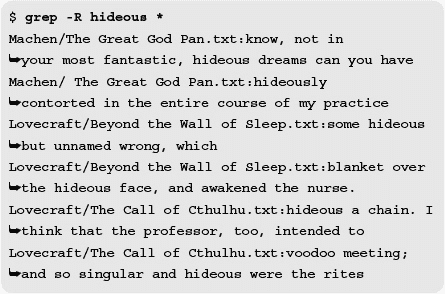 $ grep -R hideous *
Machen/The Great God Pan.txt:know, not in
➥your most fantastic, hideous dreams can you have
Machen/ The Great God Pan.txt:hideously
➥contorted in the entire course of my practice
Lovecraft/Beyond the Wall of Sleep.txt:some hideous
➥but unnamed wrong, which
Lovecraft/Beyond the Wall of Sleep.txt:blanket over
➥the hideous face, and awakened the nurse.
Lovecraft/The Call of Cthulhu.txt:hideous a chain. I
➥think that the professor, too, intended to
Lovecraft/The Call of Cthulhu.txt:voodoo meeting;
➥and so singular and hideous were the rites